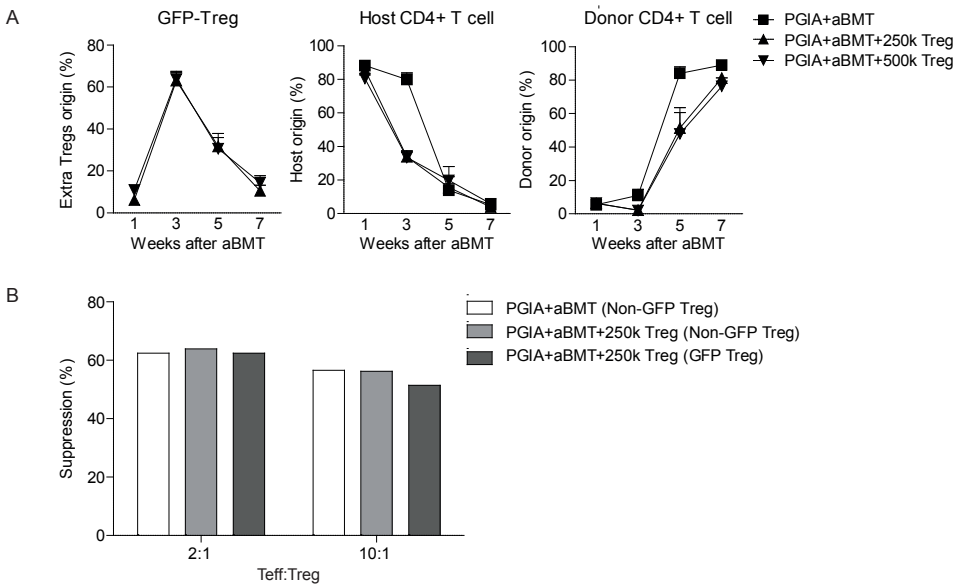 A
GFP-Treg
Host CD4+ T cell
Donor CD4+ T cell
PGIA+aBMT
PGIA+aBMT+250k Treg
PGIA+aBMT+500k Treg
Extra Tregs origin (%)
80
60
40
20
0
1 3 5 7
Weeks after aBMT
Host origin (%)
100
80
60
40
20
0
1 3 5 7
Weeks after aBMT
Donor origin (%)
100
80
60
40
20
0
1 3 5 7
Weeks after aBMT
B
Suppression (%)
80
60
40
20
0
2:1 10:1
Teff:Treg
PGIA+aBMT (Non-GFP Treg)
PGIA+aBMT+250k Treg (Non-GFP Treg)
PGIA+aBMT+250k Treg (GFP Treg)